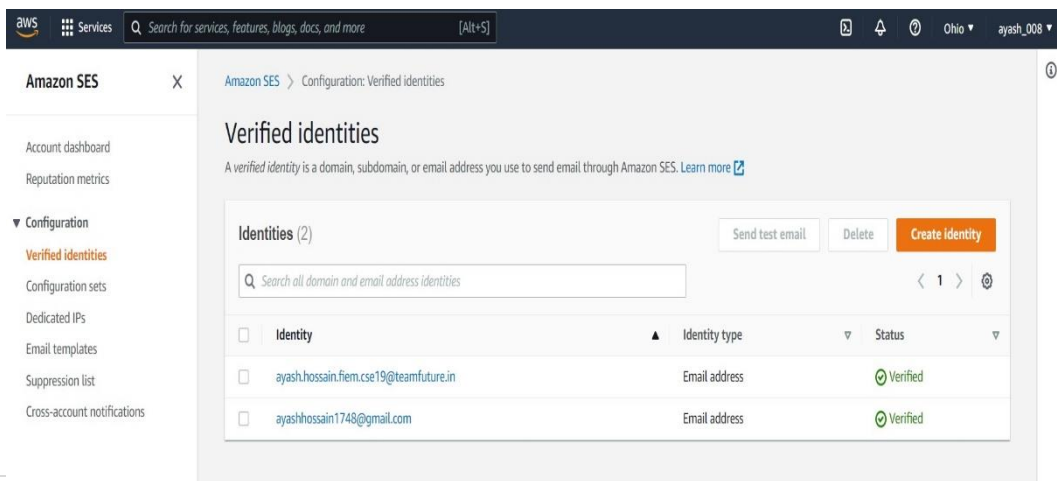 aws Services Search for services, features, blogs, docs, and more [Alt+S] Ohio ayash_008
Amazon SES
Account dashboard
Reputation metrics
Configuration
Verified identities
Configuration sets
Dedicated IPs
Email templates
Suppression list
Cross-account notifications
Amazon SES > Configuration: Verified identities
Verified identities
A verified identity is a domain, subdomain, or email address you use to send email through Amazon SES. Learn more
Identities (2) Send test email Delete Create identity
Search all domain and email address identities < 1 >
Identity Identity type Status
ayash.hossain.fiem.cse19@teamfuture.in Email address Verified
ayashhossain1748@gmail.com Email address Verified